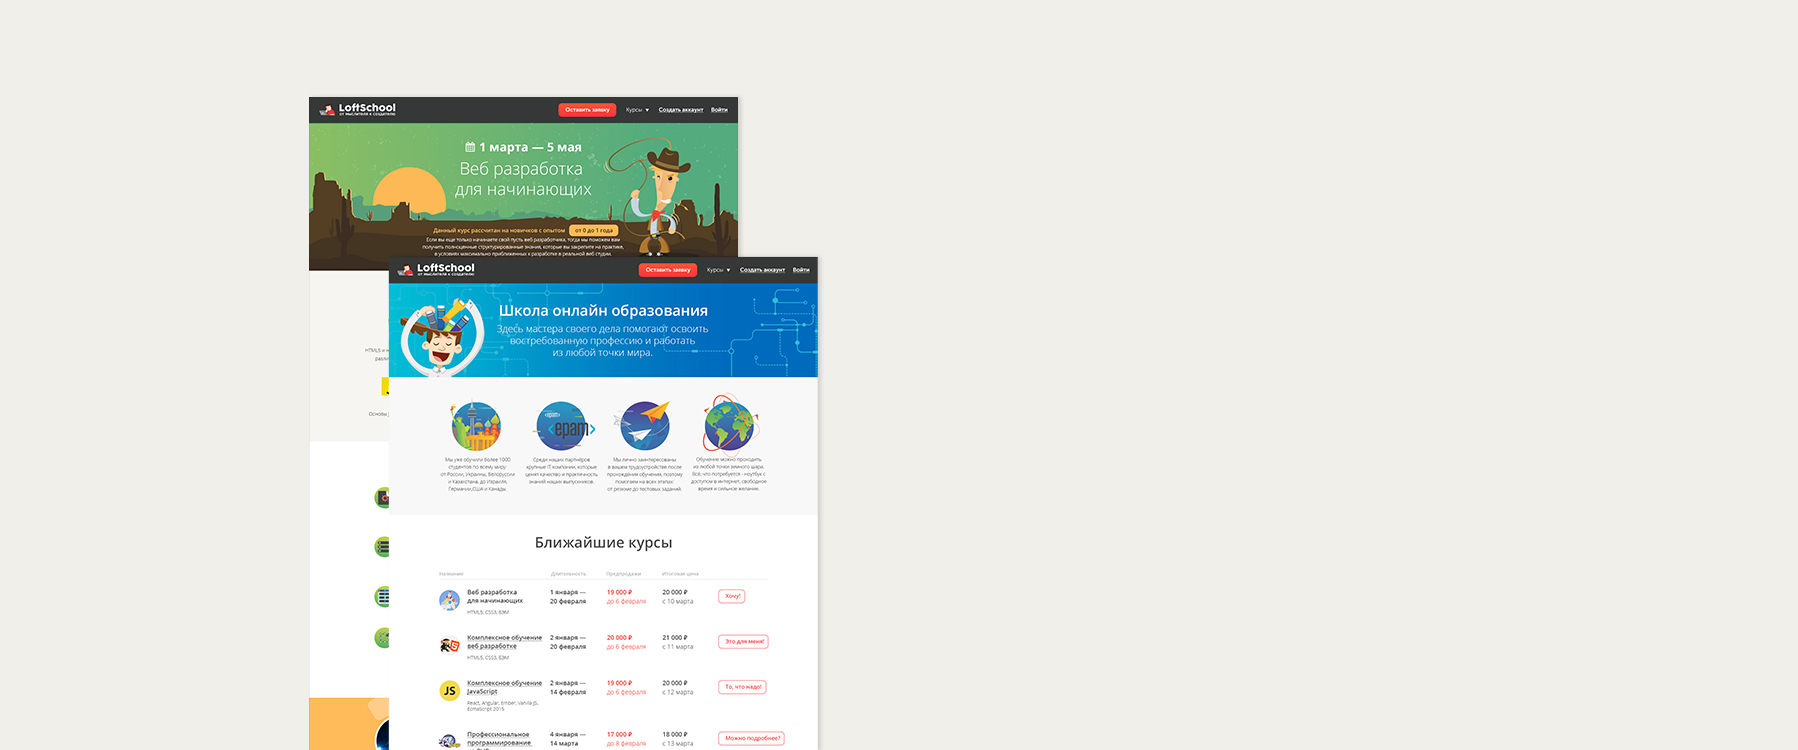 LoftSchool
от мыслителя к создателю
Оставить заявку
Курсы ▼
Создать аккаунт
Войти
1 марта — 5 мая
Веб разработка
для начинающих
Данный курс рассчитан на новичков с опытом
от 0 до 1 года
Если вы еще только начинаете свой путь веб разработчика, тогда мы поможем вам
получить полноценные структурированные знания, которые вы закрепите на практике,
в условиях максимально приближенных к разработке в реальной веб студии.
HTML5 и
Основы
LoftSchool
от мыслителя к создателю
Оставить заявку
Курсы ▼
Создать аккаунт
Войти
Школа онлайн образования
Здесь мастера своего дела помогают освоить
востребованную профессию и работать
из любой точки мира.
<epam>
<epam>
Мы уже обучили более 1000
студентов по всему миру:
от России, Украины, Белоруссии
и Казахстана, до Израиля,
Германии,США и Канады.
Среди наших партнёров
крупные IT компании, которые
ценят качество и практичность
знаний наших выпускников.
Мы лично заинтересованы
в вашем трудоустройстве после
прохождения обучения, поэтому
помогаем на всех этапах:
от резюме до тестовых заданий.
Обучение можно проходить
из любой точки земного шара.
Всё, что потребуется - ноутбук с
доступом в интернет, свободное
время и сильное желание.
Ближайшие курсы
Название
Длительность
Предпродажи
Итоговая цена
Веб разработка
для начинающих
HTML5, CSS3, БЭМ
1 января —
20 февраля
19 000 ₽
до 6 февраля
20 000 ₽
с 10 марта
Хочу!
Комплексное обучение
веб разработке
HTML5, CSS3, БЭМ
2 января —
20 февраля
20 000 ₽
до 6 февраля
21 000 ₽
с 11 марта
Это для меня!
JS
Комплексное обучение
JavaScript
React, Angular, Ember, Vanilla JS,
EcmaScript 2015
2 января —
14 февраля
19 000 ₽
до 6 февраля
20 000 ₽
с 12 марта
То, что надо!
Профессиональное
программирование
4 января —
14 марта
17 000 ₽
до 8 февраля
18 000 ₽
с 13 марта
Можно подробнее?